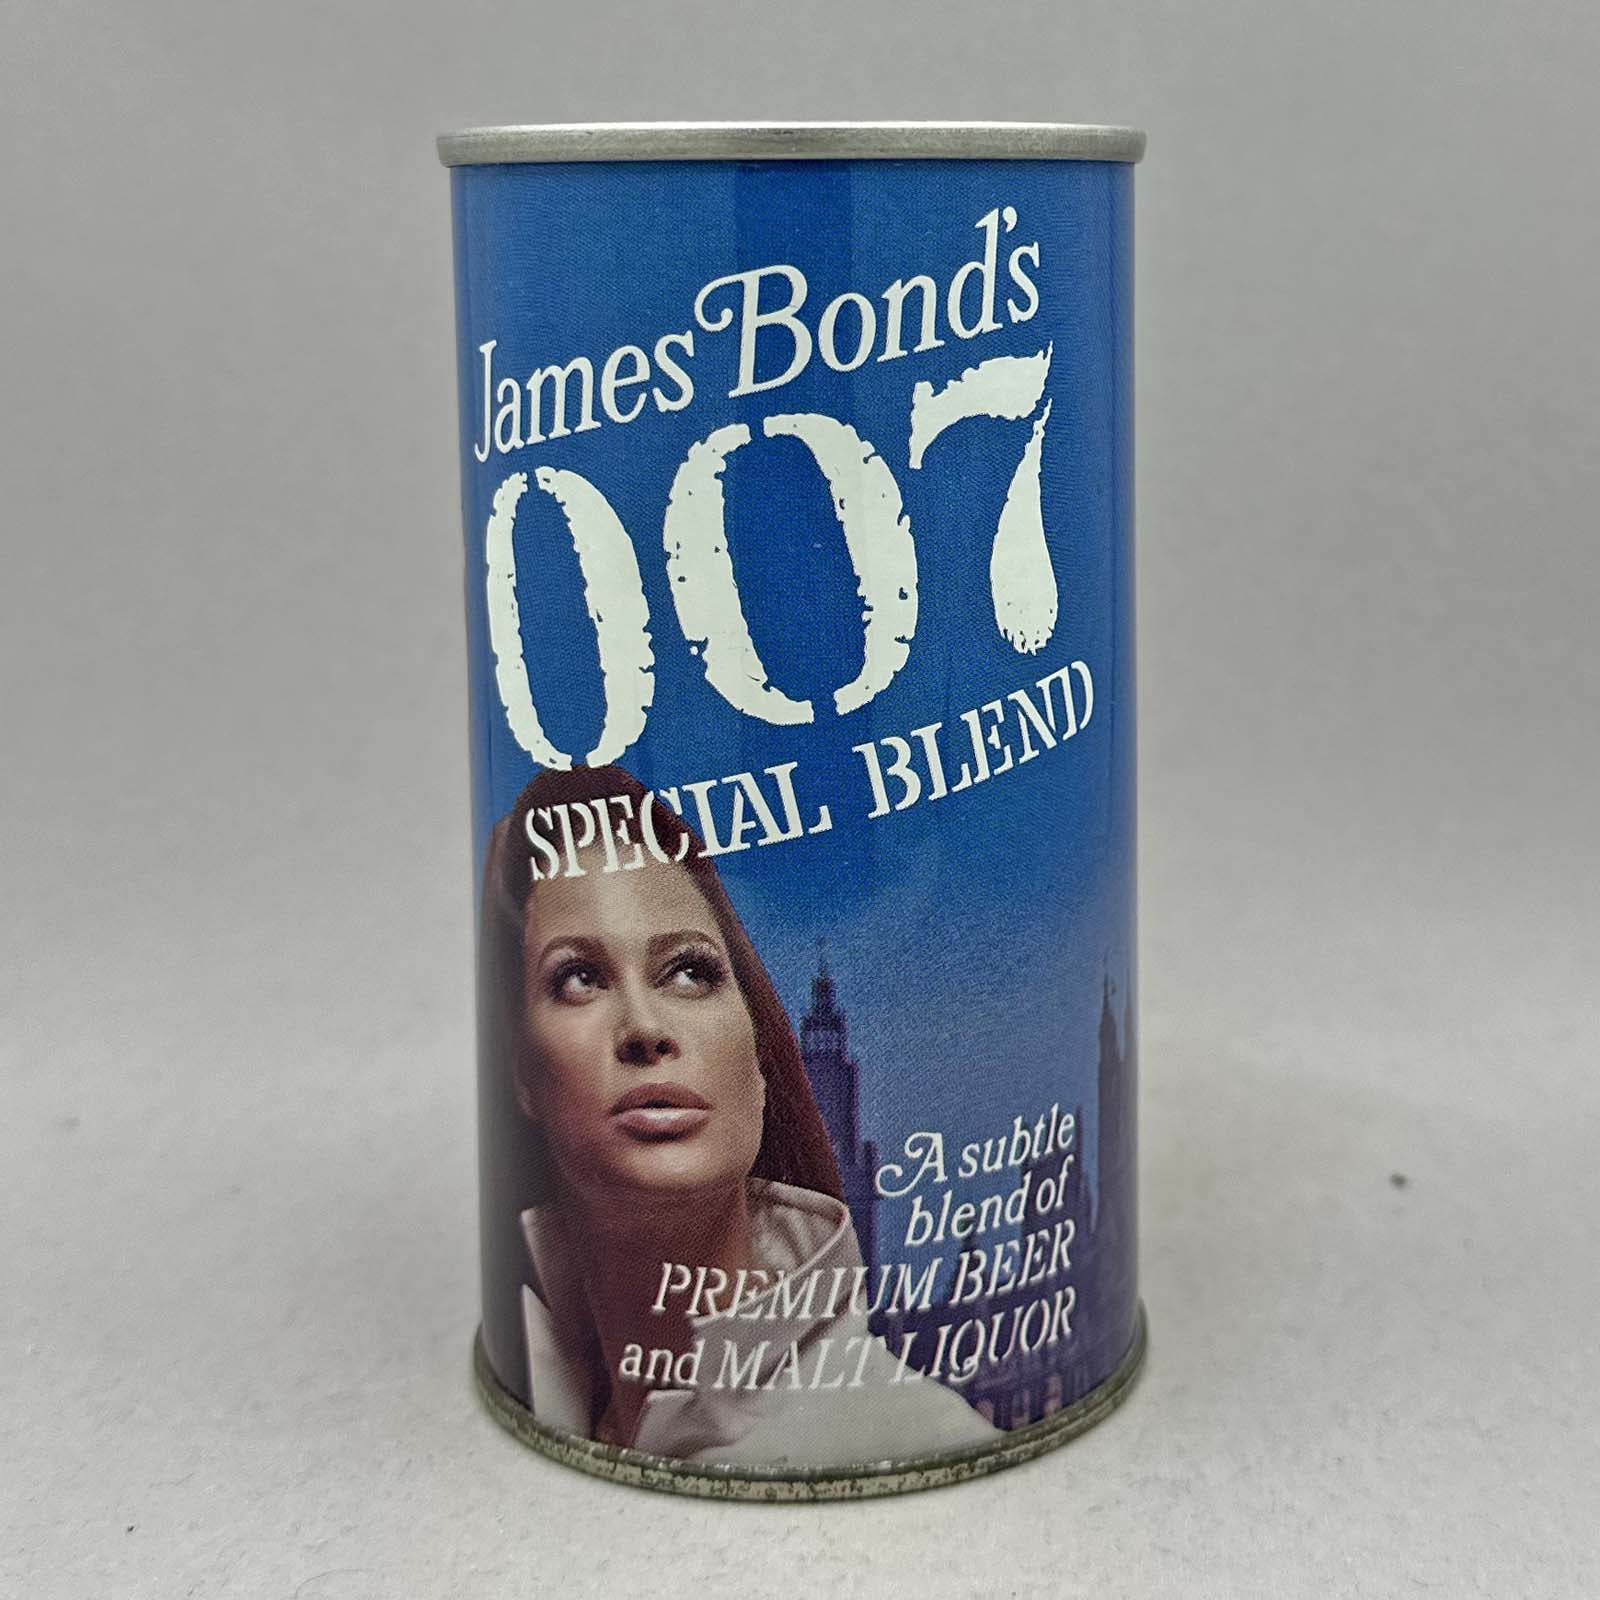 James Bond's
007
SPECIAL BLEND
A subtle
blend of
PREMIUM BEER
and MALT LIQUOR